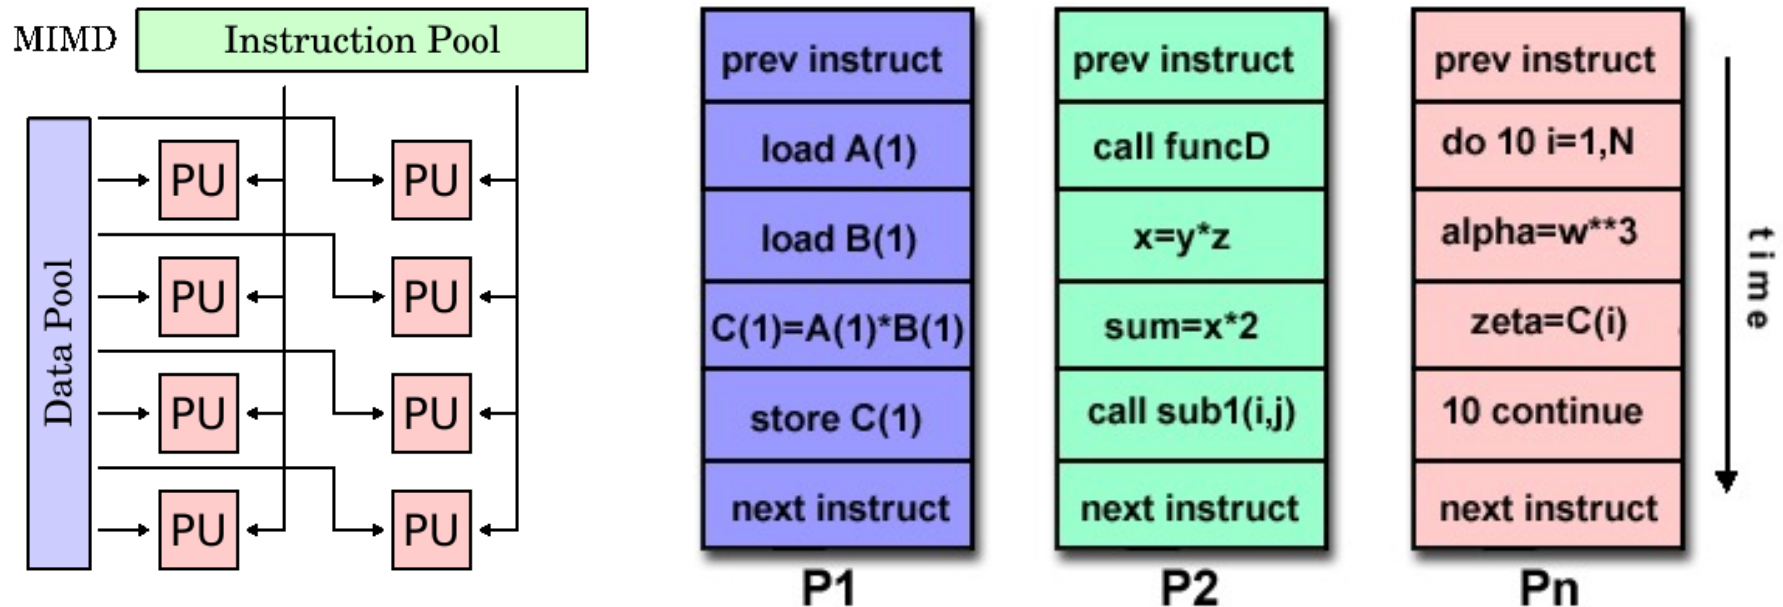 MIMD
Instruction Pool
Data Pool
PU
PU
PU
PU
PU
PU
PU
PU
prev instruct
load A(1)
load B(1)
C(1)=A(1)*B(1)
store C(1)
next instruct
P1
prev instruct
call funcD
x=y*z
sum=x*2
call sub1(i,j)
next instruct
P2
prev instruct
do 10 i=1,N
alpha=w**3
zeta=C(i)
10 continue
next instruct
Pn
time